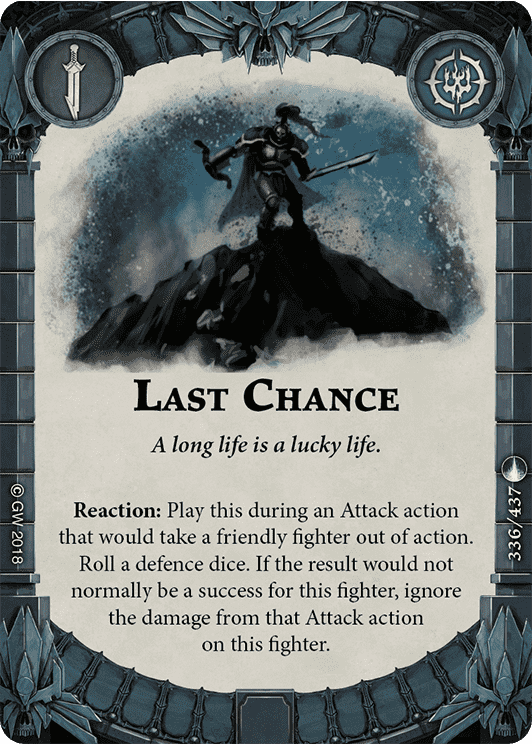 LAST CHANCE
A long life is a lucky life.
Reaction: Play this during an Attack action
that would take a friendly fighter out of action.
Roll a defence dice. If the result would not
normally be a success for this fighter, ignore
the damage from that Attack action
on this fighter.
© GW 2018
336/437